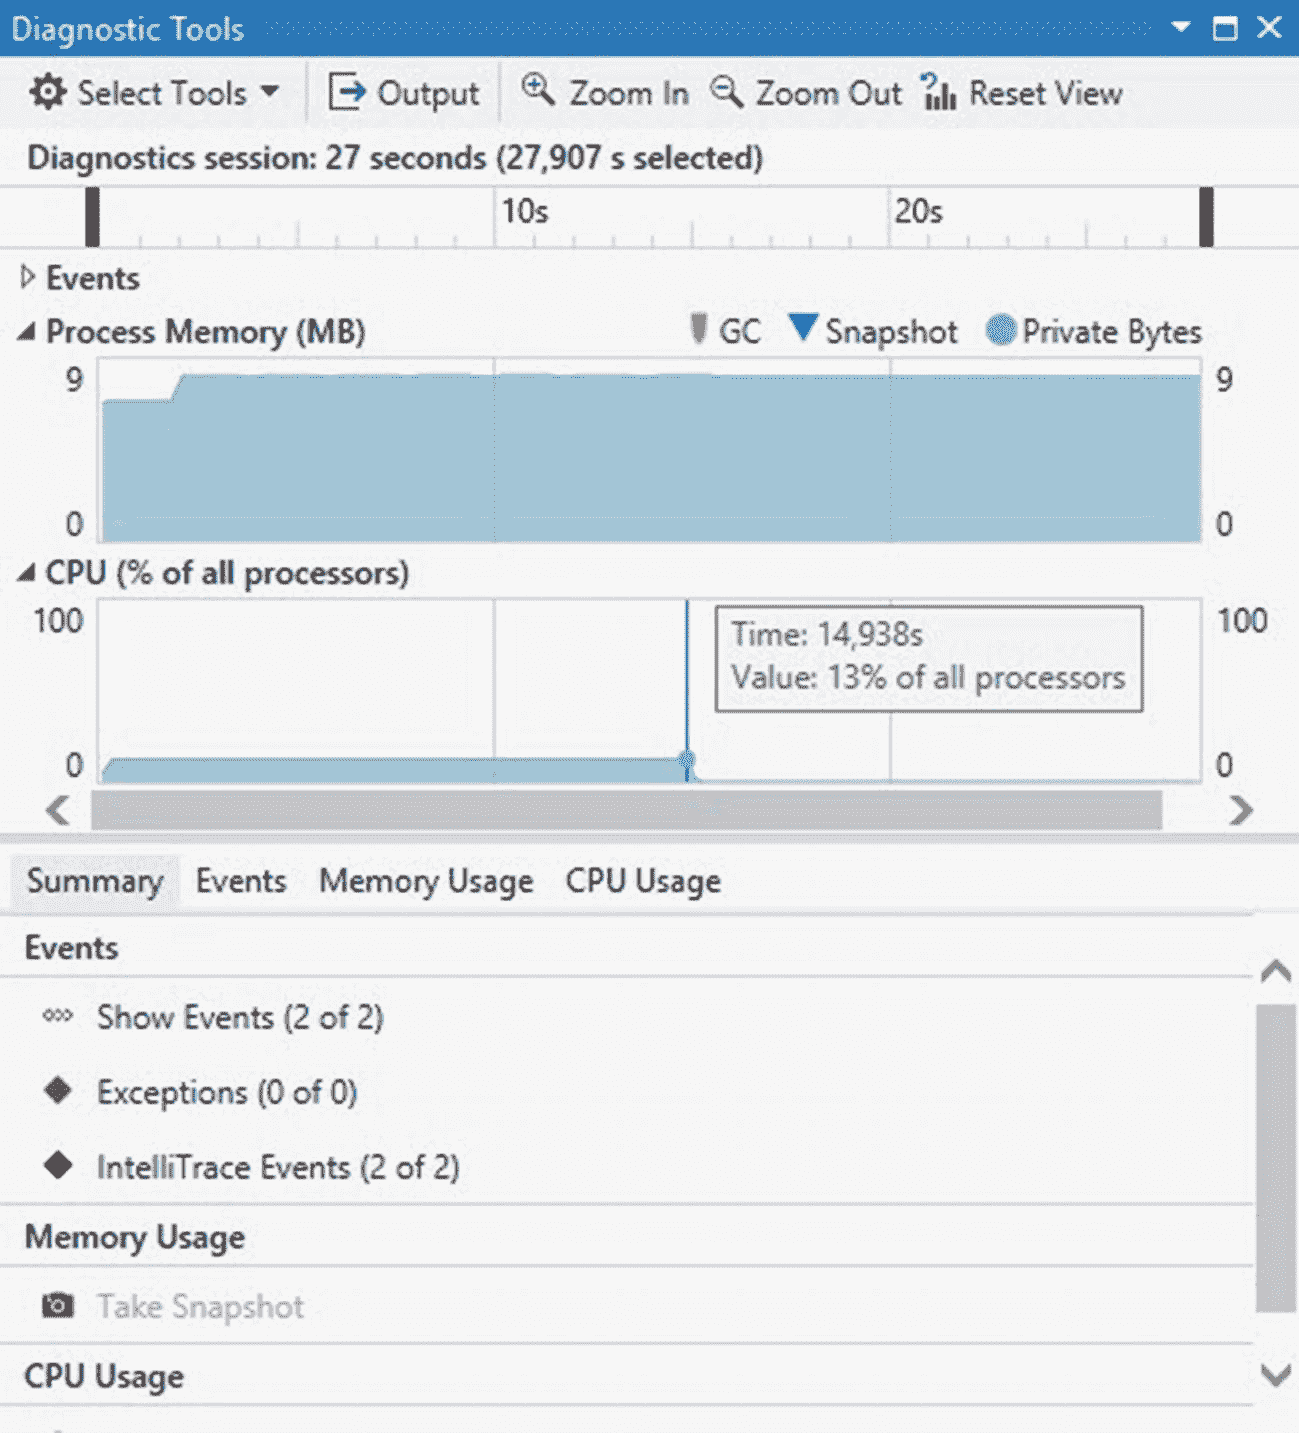 Diagnostic Tools
Select Tools Output Zoom In Zoom Out Reset View
Diagnostics session: 27 seconds (27,907 s selected)
10s 20s
Events
Process Memory (MB) GC Snapshot Private Bytes
9 9
0 0
CPU (% of all processors)
100 100
Time: 14,938s
Value: 13% of all processors
0 0
Summary Events Memory Usage CPU Usage
Events
Show Events (2 of 2)
Exceptions (0 of 0)
IntelliTrace Events (2 of 2)
Memory Usage
Take Snapshot
CPU Usage